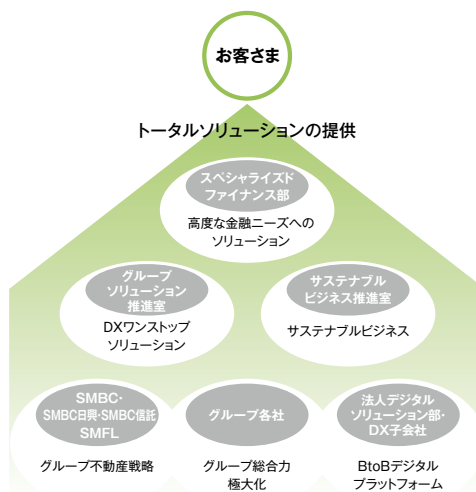 お客さま
トータルソリューションの提供
スペシャライズド
ファイナンス部
高度な金融ニーズへの
ソリューション
グループ
ソリューション
推進室
DXワンストップ
ソリューション
サステナブル
ビジネス推進室
サステナブルビジネス
SMBC・
SMBC日興・SMBC信託
SMFL
グループ不動産戦略
グループ各社
グループ総合力
極大化
法人デジタル
ソリューション部・
DX子会社
BtoBデジタル
プラットフォーム